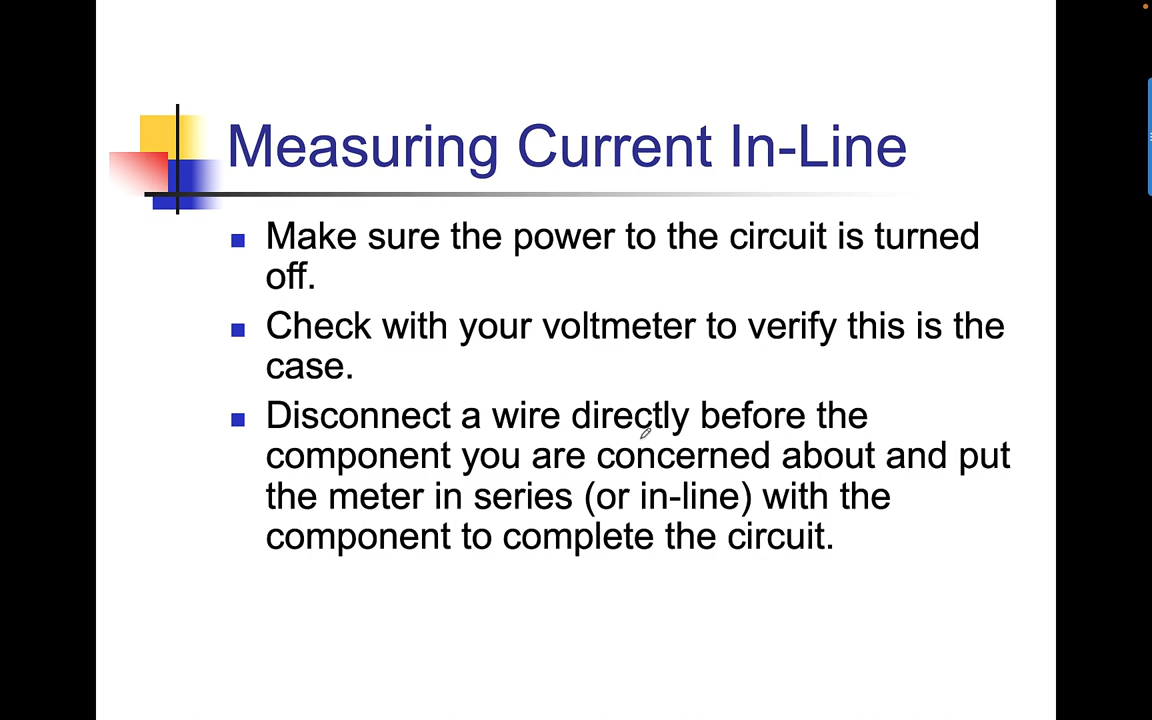 Measuring Current In-Line
Make sure the power to the circuit is turned
off.
Check with your voltmeter to verify this is the
case.
Disconnect a wire directly before the
component you are concerned about and put
the meter in series (or in-line) with the
component to complete the circuit.